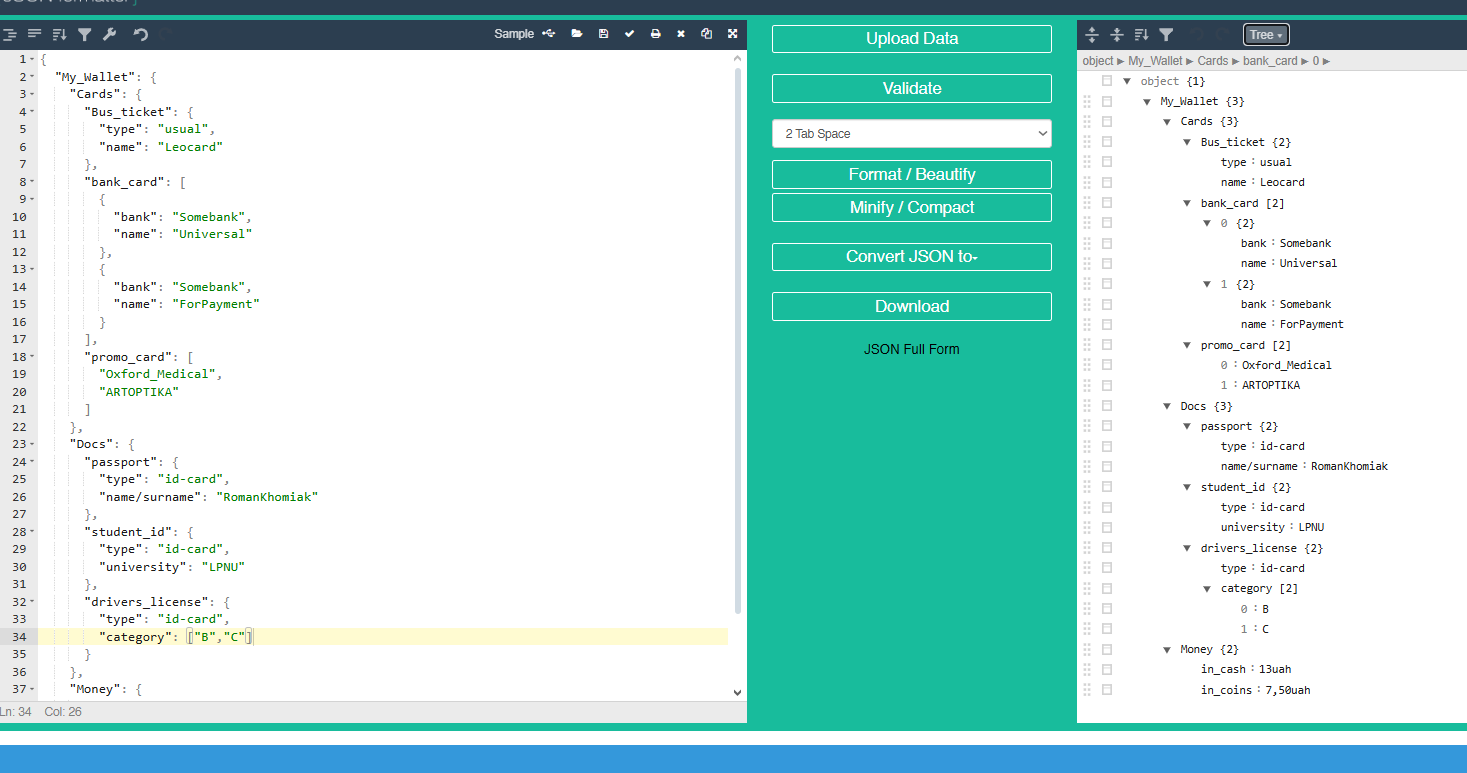 JSON formatter
Sample
1 {
2 "My_Wallet": {
3 "Cards": {
4 "Bus_ticket": {
5 "type": "usual",
6 "name": "Leocard"
7 },
8 "bank_card": [
9 {
10 "bank": "Somebank",
11 "name": "Universal"
12 },
13 {
14 "bank": "Somebank",
15 "name": "ForPayment"
16 }
17 ],
18 "promo_card": [
19 "Oxford_Medical",
20 "ARTOPTIKA"
21 ]
22 },
23 "Docs": {
24 "passport": {
25 "type": "id-card",
26 "name/surname": "RomanKhomiak"
27 },
28 "student_id": {
29 "type": "id-card",
30 "university": "LPNU"
31 },
32 "drivers_license": {
33 "type": "id-card",
34 "category": ["B","C"]
35 }
36 },
37 "Money": {
Ln: 34 Col: 26
Upload Data
Validate
2 Tab Space
Format / Beautify
Minify / Compact
Convert JSON to
Download
JSON Full Form
Tree
object ► My_Wallet ► Cards ► bank_card ► 0 ►
▼ object {1}
▼ My_Wallet {3}
▼ Cards {3}
▼ Bus_ticket {2}
type : usual
name : Leocard
▼ bank_card [2]
▼ 0 {2}
bank : Somebank
name : Universal
▼ 1 {2}
bank : Somebank
name : ForPayment
▼ promo_card [2]
0 : Oxford_Medical
1 : ARTOPTIKA
▼ Docs {3}
▼ passport {2}
type : id-card
name/surname : RomanKhomiak
▼ student_id {2}
type : id-card
university : LPNU
▼ drivers_license {2}
type : id-card
▼ category [2]
0 : B
1 : C
▼ Money {2}
in_cash : 13uah
in_coins : 7,50uah